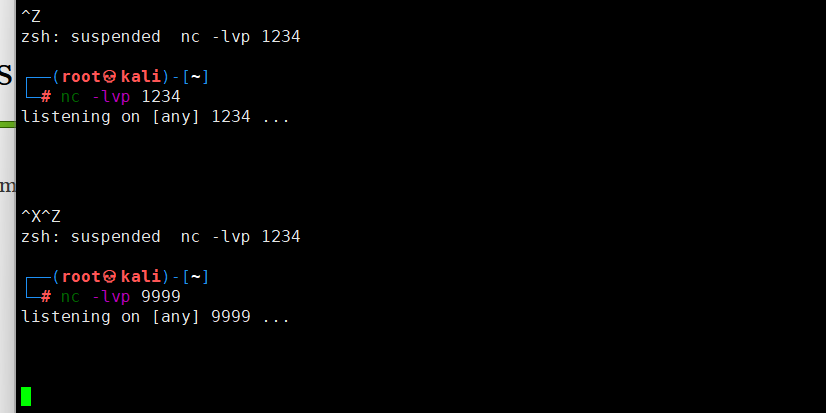 ^Z
zsh: suspended  nc -lvp 1234
┌──(root㉿kali)-[~]
└─# nc -lvp 1234
listening on [any] 1234 ...
^X^Z
zsh: suspended  nc -lvp 1234
┌──(root㉿kali)-[~]
└─# nc -lvp 9999
listening on [any] 9999 ...